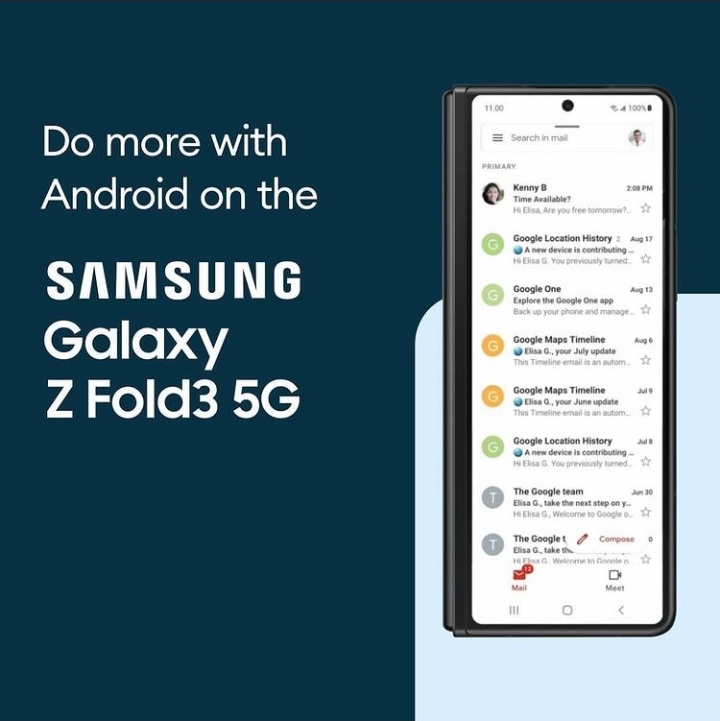 Do more with
Android on the
SAMSUNG
Galaxy
Z Fold3 5G
11:00
100%
Search in mail
PRIMARY
Kenny B 2:08 PM
Time Available?
Hi Elisa, Are you free tomorrow?...
G
Google Location History 2 Aug 17
A new device is contributing ...
Hi Elisa G. You previously turned...
G
Google One Aug 13
Explore the Google One app
Back up your phone and manage...
G
Google Maps Timeline Aug 6
Elisa G., your July update
This Timeline email is an autom...
G
Google Maps Timeline Jul 9
Elisa G., your June update
This Timeline email is an autom...
G
Google Location History Jul 8
A new device is contributing ...
Hi Elisa G. You previously turned...
T
The Google team Jun 30
Elisa G., take the next step on y...
Hi Elisa G., Welcome to Google o...
T
The Google t 0
Elisa G., take the
Hi Elisa G., Welcome to Google o...
Compose
12
Mail
Meet